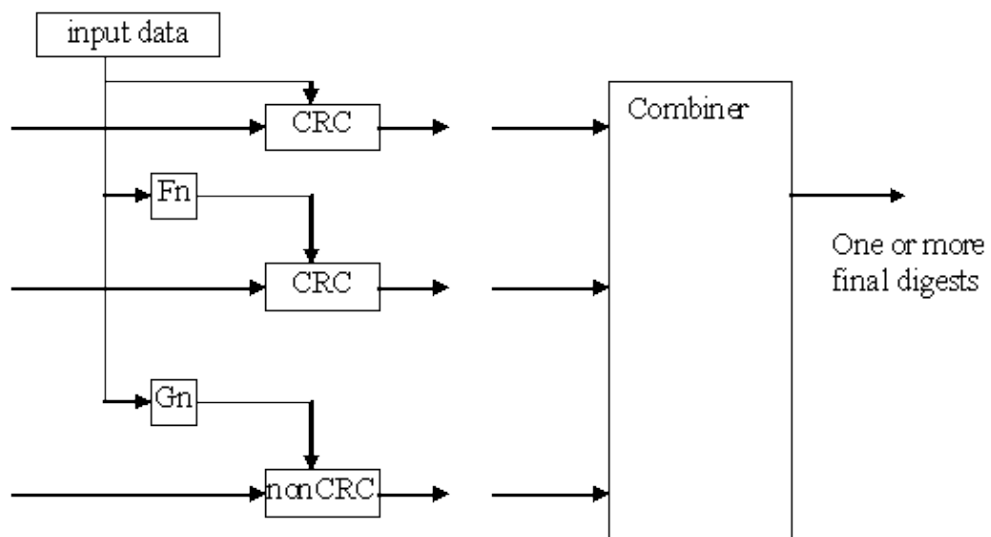 input data
CRC
Combiner
Fn
CRC
One or more
final digests
Gn
nonCRC